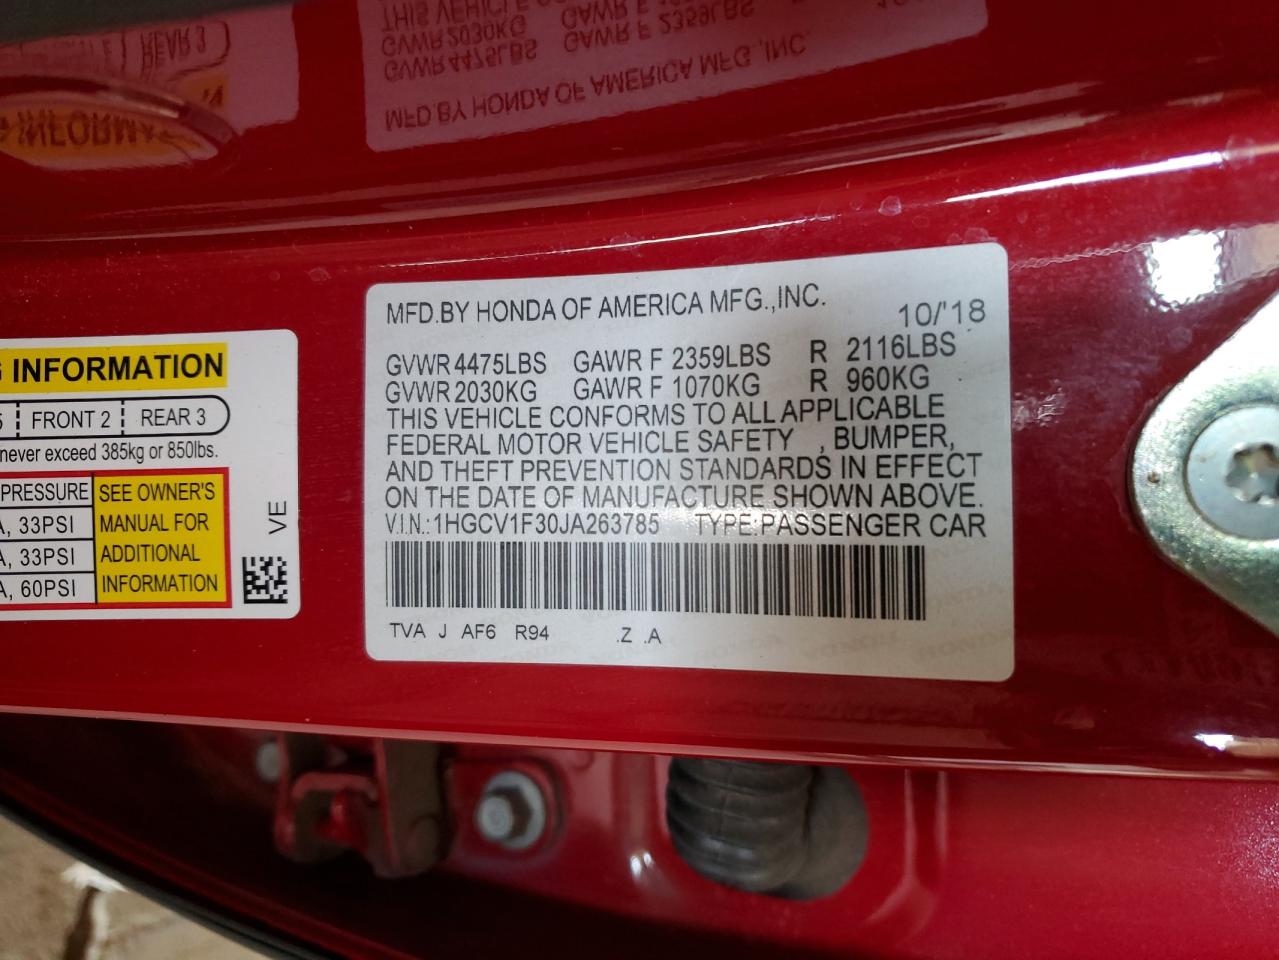 MFD.BY HONDA OF AMERICA MFG.,INC.
10/'18
GVWR 4475LBS GAWR F 2359LBS R 2116LBS
GVWR 2030KG GAWR F 1070KG R 960KG
THIS VEHICLE CONFORMS TO ALL APPLICABLE
FEDERAL MOTOR VEHICLE SAFETY , BUMPER,
AND THEFT PREVENTION STANDARDS IN EFFECT
ON THE DATE OF MANUFACTURE SHOWN ABOVE.
V.I.N.:1HGCV1F30JA263785 TYPE:PASSENGER CAR
TVA J AF6 R94 .Z .A
INFORMATION
5 FRONT 2 REAR 3
never exceed 385kg or 850lbs.
PRESSURE
A, 33PSI
A, 33PSI
A, 60PSI
SEE OWNER'S
MANUAL FOR
ADDITIONAL
INFORMATION
VE